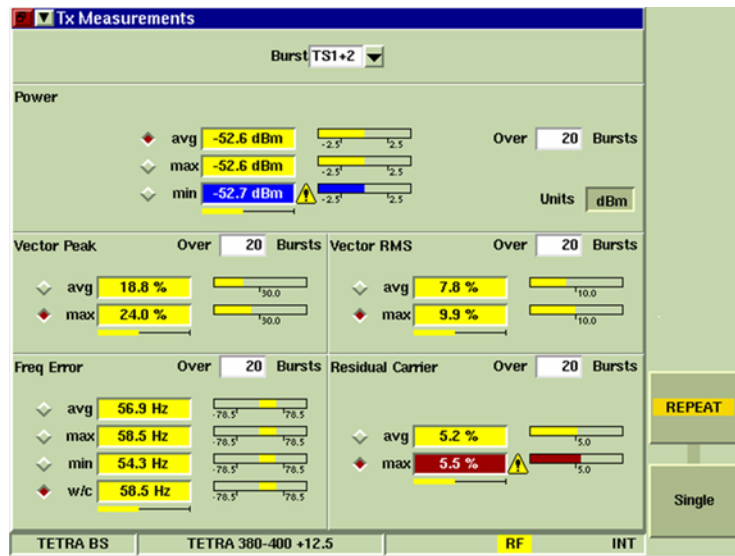 Tx Measurements
Burst TS1+2
Power
avg -52.6 dBm -2.5 2.5 Over 20 Bursts
max -52.6 dBm -2.5 2.5
min -52.7 dBm -2.5 2.5 Units dBm
Vector Peak Over 20 Bursts
avg 18.8 % 30.0
max 24.0 % 30.0
Vector RMS Over 20 Bursts
avg 7.8 % 10.0
max 9.9 % 10.0
Freq Error Over 20 Bursts
avg 56.9 Hz -78.5 78.5
max 58.5 Hz -78.5 78.5
min 54.3 Hz -78.5 78.5
w/c 58.5 Hz -78.5 78.5
Residual Carrier Over 20 Bursts
avg 5.2 % 5.0
max 5.5 % 5.0
REPEAT
Single
TETRA BS TETRA 380-400 +12.5 RF INT